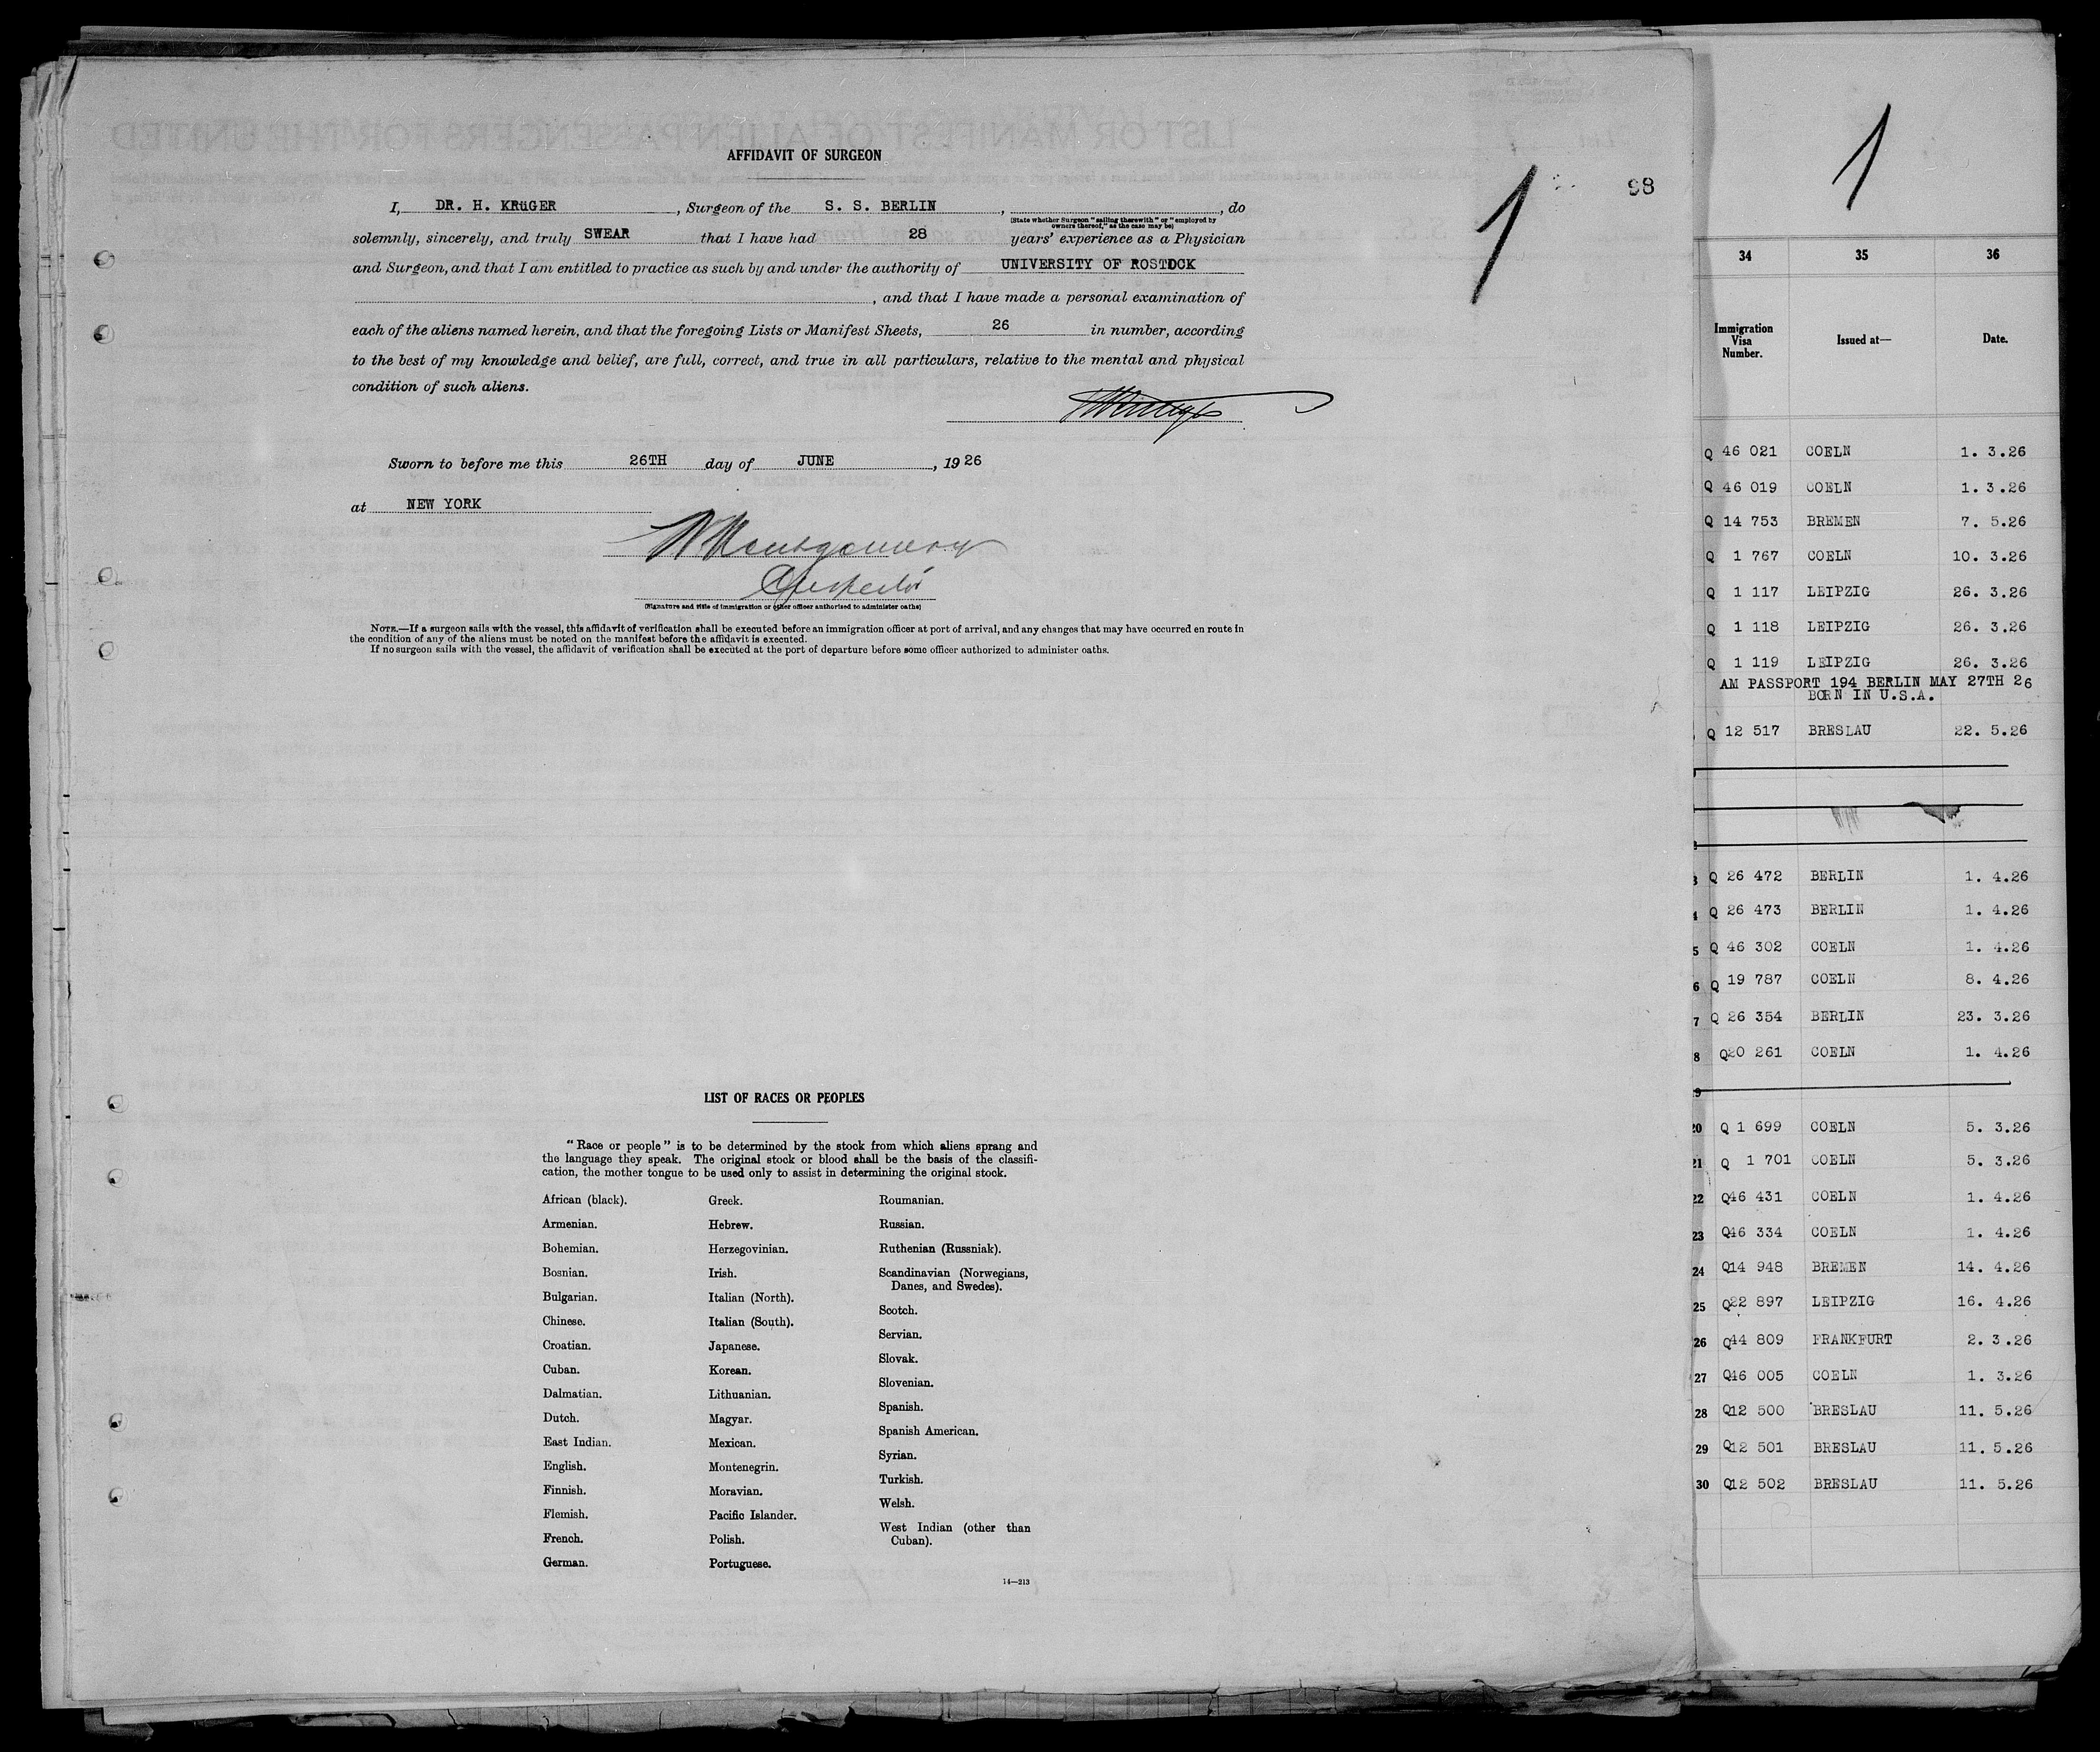 AFFIDAVIT OF SURGEON
98
I, DR. H. KRüGER, Surgeon of the S. S. BERLIN, , do
(State whether Surgeon "sailing therewith" or "employed by
owners thereof," as the case may be)
solemnly, sincerely, and truly SWEAR that I have had 28 years' experience as a Physician
and Surgeon, and that I am entitled to practice as such by and under the authority of UNIVERSITY OF ROSTOCK
, and that I have made a personal examination of
each of the aliens named herein, and that the foregoing Lists or Manifest Sheets, 26 in number, according
to the best of my knowledge and belief, are full, correct, and true in all particulars, relative to the mental and physical
condition of such aliens.
Sworn to before me this 26TH day of JUNE, 1926
at NEW YORK
Montgomery
(Signature and title of immigration or other officer authorized to administer oaths)
NOTE.—If a surgeon sails with the vessel, this affidavit of verification shall be executed before an immigration officer at port of arrival, and any changes that may have occurred en route in
the condition of any of the aliens must be noted on the manifest before the affidavit is executed.
If no surgeon sails with the vessel, the affidavit of verification shall be executed at the port of departure before some officer authorized to administer oaths.
1
LIST OF RACES OR PEOPLES
"Race or people" is to be determined by the stock from which aliens sprang and
the language they speak. The original stock or blood shall be the basis of the classifi-
cation, the mother tongue to be used only to assist in determining the original stock.
African (black).
Armenian.
Bohemian.
Bosnian.
Bulgarian.
Chinese.
Croatian.
Cuban.
Dalmatian.
Dutch.
East Indian.
English.
Finnish.
Flemish.
French.
German.
Greek.
Hebrew.
Herzegovinian.
Irish.
Italian (North).
Italian (South).
Japanese.
Korean.
Lithuanian.
Magyar.
Mexican.
Montenegrin.
Moravian.
Pacific Islander.
Polish.
Portuguese.
Roumanian.
Russian.
Ruthenian (Russniak).
Scandinavian (Norwegians,
Danes, and Swedes).
Scotch.
Servian.
Slovak.
Slovenian.
Spanish.
Spanish American.
Syrian.
Turkish.
Welsh.
West Indian (other than
Cuban).
14—213
1
34 35 36
Immigration
Visa
Number.
Issued at—
Date.
Q 46 021 COELN 1. 3.26
Q 46 019 COELN 1. 3.26
Q 14 753 BREMEN 7. 5.26
Q 1 767 COELN 10. 3.26
Q 1 117 LEIPZIG 26. 3.26
Q 1 118 LEIPZIG 26. 3.26
Q 1 119 LEIPZIG 26. 3.26
AM PASSPORT 194 BERLIN MAY 27TH 26
BORN IN U.S.A.
Q 12 517 BRESLAU 22. 5.26
3 Q 26 472 BERLIN 1. 4.26
4 Q 26 473 BERLIN 1. 4.26
5 Q 46 302 COELN 1. 4.26
6 Q 19 787 COELN 8. 4.26
7 Q 26 354 BERLIN 23. 3.26
8 Q20 261 COELN 1. 4.26
9
20 Q 1 699 COELN 5. 3.26
21 Q 1 701 COELN 5. 3.26
22 Q46 431 COELN 1. 4.26
23 Q46 334 COELN 1. 4.26
24 Q14 948 BREMEN 14. 4.26
25 Q22 897 LEIPZIG 16. 4.26
26 Q44 809 FRANKFURT 2. 3.26
27 Q46 005 COELN 1. 3.26
28 Q12 500 BRESLAU 11. 5.26
29 Q12 501 BRESLAU 11. 5.26
30 Q12 502 BRESLAU 11. 5.26